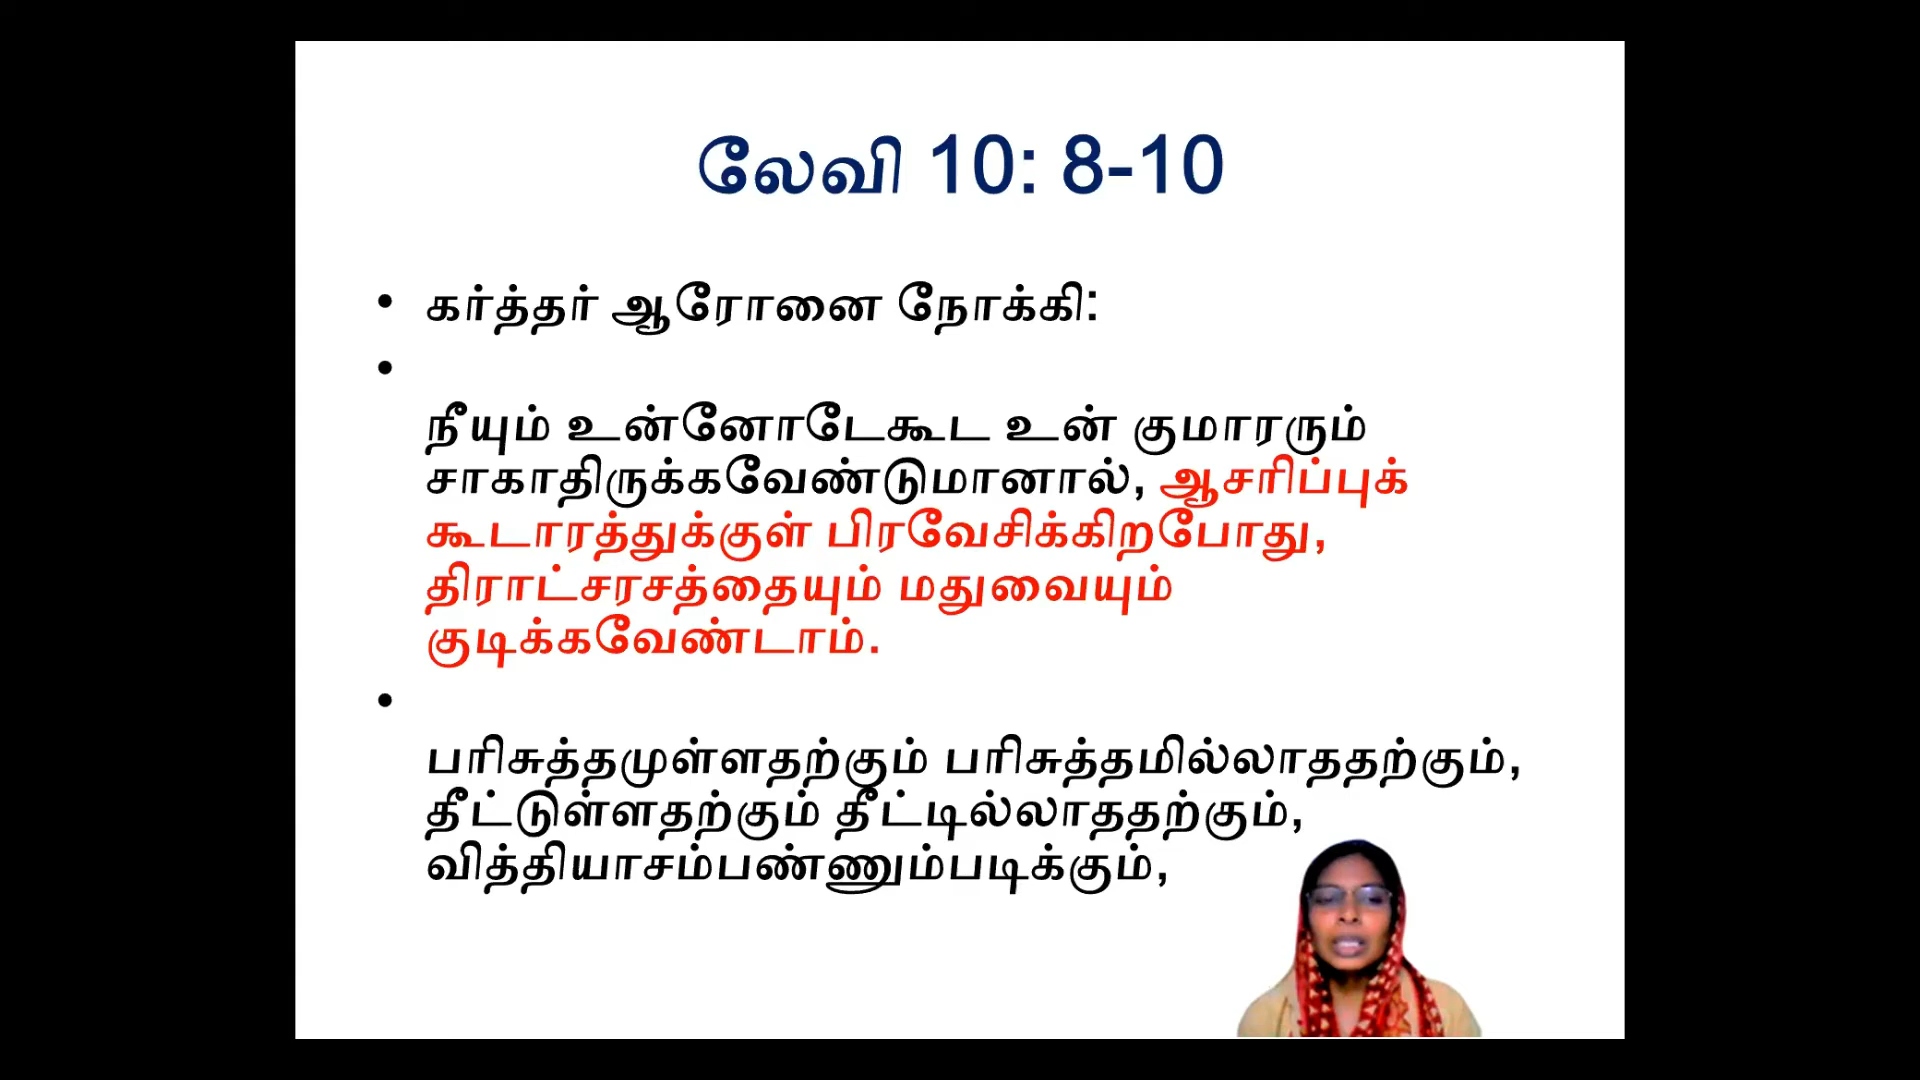 லேவி 10: 8-10
• கர்த்தர் ஆரோனை நோக்கி:
•
நீயும் உன்னோடேகூட உன் குமாரரும்
சாகாதிருக்கவேண்டுமானால், ஆசரிப்புக்
கூடாரத்துக்குள் பிரவேசிக்கிறபோது,
திராட்சரசத்தையும் மதுவையும்
குடிக்கவேண்டாம்.
•
பரிசுத்தமுள்ளதற்கும் பரிசுத்தமில்லாததற்கும்,
தீட்டுள்ளதற்கும் தீட்டில்லாததற்கும்,
வித்தியாசம்பண்ணும்படிக்கும்,